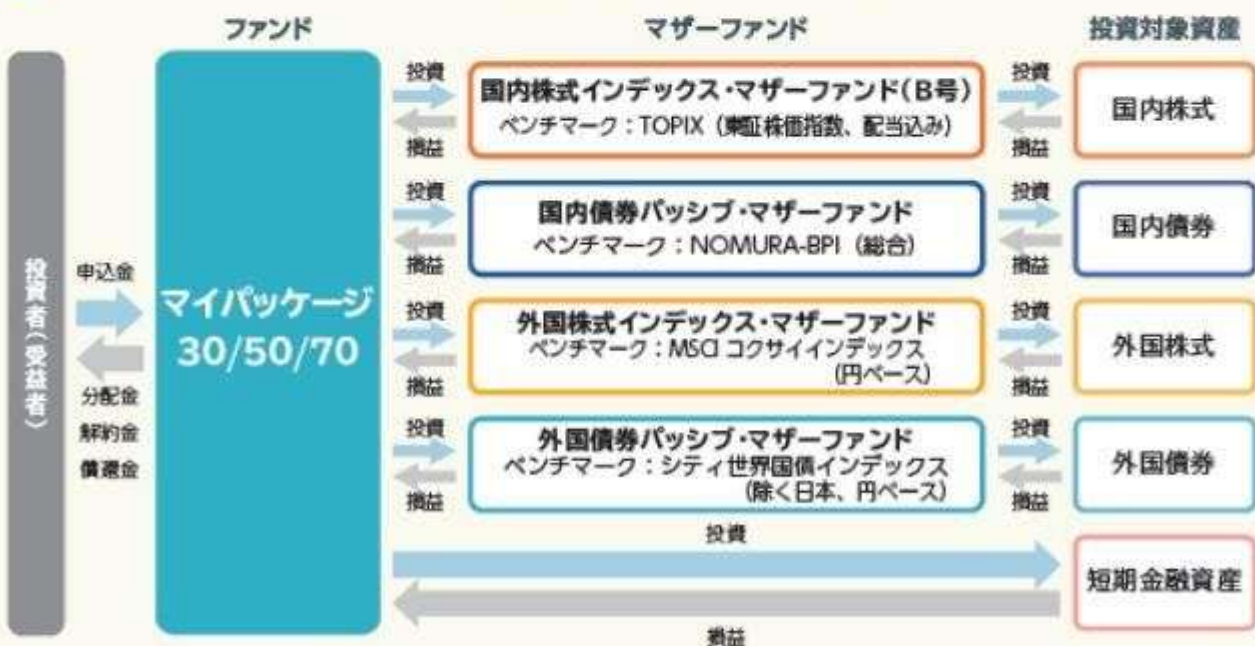 ファンド
マザーファンド
投資対象資産
投資者(受益者)
申込金
分配金
解約金
償還金
マイパッケージ
30/50/70
投資
損益
国内株式インデックス・マザーファンド(B号)
ベンチマーク:TOPIX(東証株価指数、配当込み)
投資
損益
国内株式
投資
損益
国内債券パッシブ・マザーファンド
ベンチマーク:NOMURA-BPI(総合)
投資
損益
国内債券
投資
損益
外国株式インデックス・マザーファンド
ベンチマーク:MSCI コクサイインデックス
(円ベース)
投資
損益
外国株式
投資
損益
外国債券パッシブ・マザーファンド
ベンチマーク:シティ世界国債インデックス
(除く日本、円ベース)
投資
損益
外国債券
投資
損益
短期金融資産